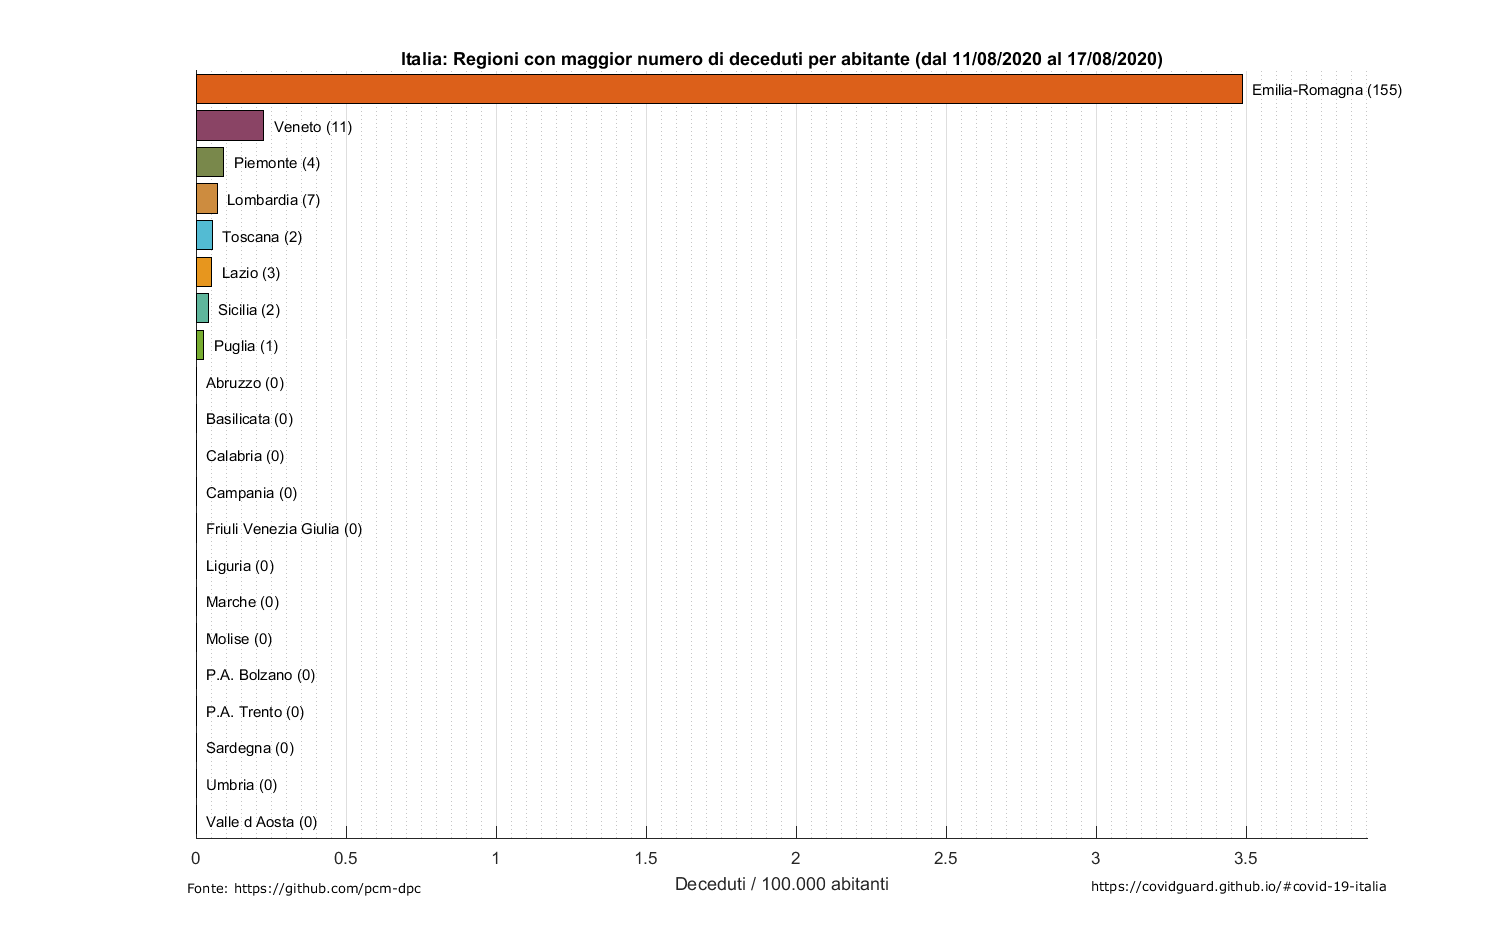 Italia: Regioni con maggior numero di deceduti per abitante (dal 11/08/2020 al 17/08/2020)
Emilia-Romagna (155)
Veneto (11)
Piemonte (4)
Lombardia (7)
Toscana (2)
Lazio (3)
Sicilia (2)
Puglia (1)
Abruzzo (0)
Basilicata (0)
Calabria (0)
Campania (0)
Friuli Venezia Giulia (0)
Liguria (0)
Marche (0)
Molise (0)
P.A. Bolzano (0)
P.A. Trento (0)
Sardegna (0)
Umbria (0)
Valle d Aosta (0)
0 0.5 1 1.5 2 2.5 3 3.5
Deceduti / 100.000 abitanti
Fonte: https://github.com/pcm-dpc
https://covidguard.github.io/#covid-19-italia